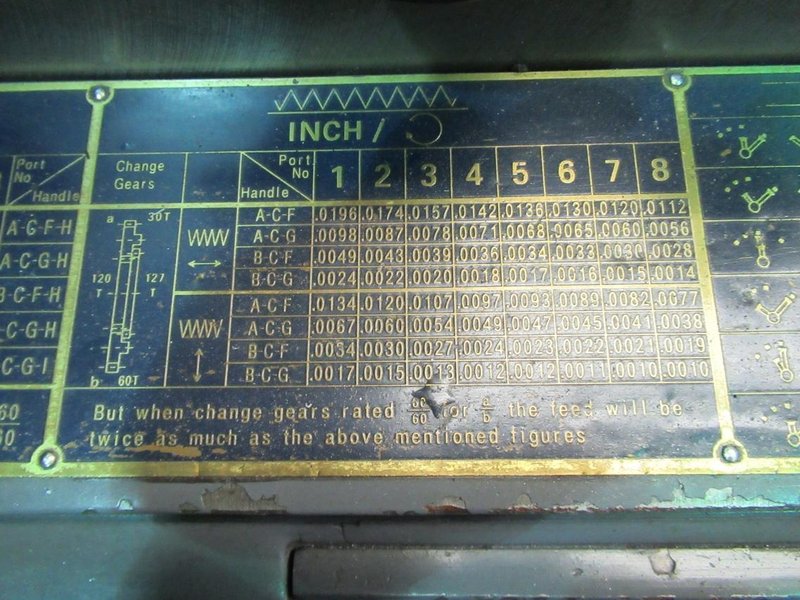 INCH /
Port No Handle
Change Gears
Port No Handle 1 2 3 4 5 6 7 8
A-C-F-H
A-C-G-H
B-C-F-H
C-G-H
C-G-I
60
60
a 30T
120 T 127 T
b 60T
A-C-F .0196 .0174 .0157 .0142 .0136 .0130 .0120 .0112
A-C-G .0098 .0087 .0078 .0071 .0068 .0065 .0060 .0056
B-C-F .0049 .0043 .0039 .0036 .0034 .0033 .0030 .0028
B-C-G .0024 .0022 .0020 .0018 .0017 .0016 .0015 .0014
A-C-F .0134 .0120 .0107 .0097 .0093 .0089 .0082 .0077
A-C-G .0067 .0060 .0054 .0049 .0047 .0045 .0041 .0038
B-C-F .0034 .0030 .0027 .0024 .0023 .0022 .0021 .0019
B-C-G .0017 .0015 .0013 .0012 .0012 .0011 .0010 .0010
But when change gears rated 60/60 for a/b the feed will be
twice as much as the above mentioned figures